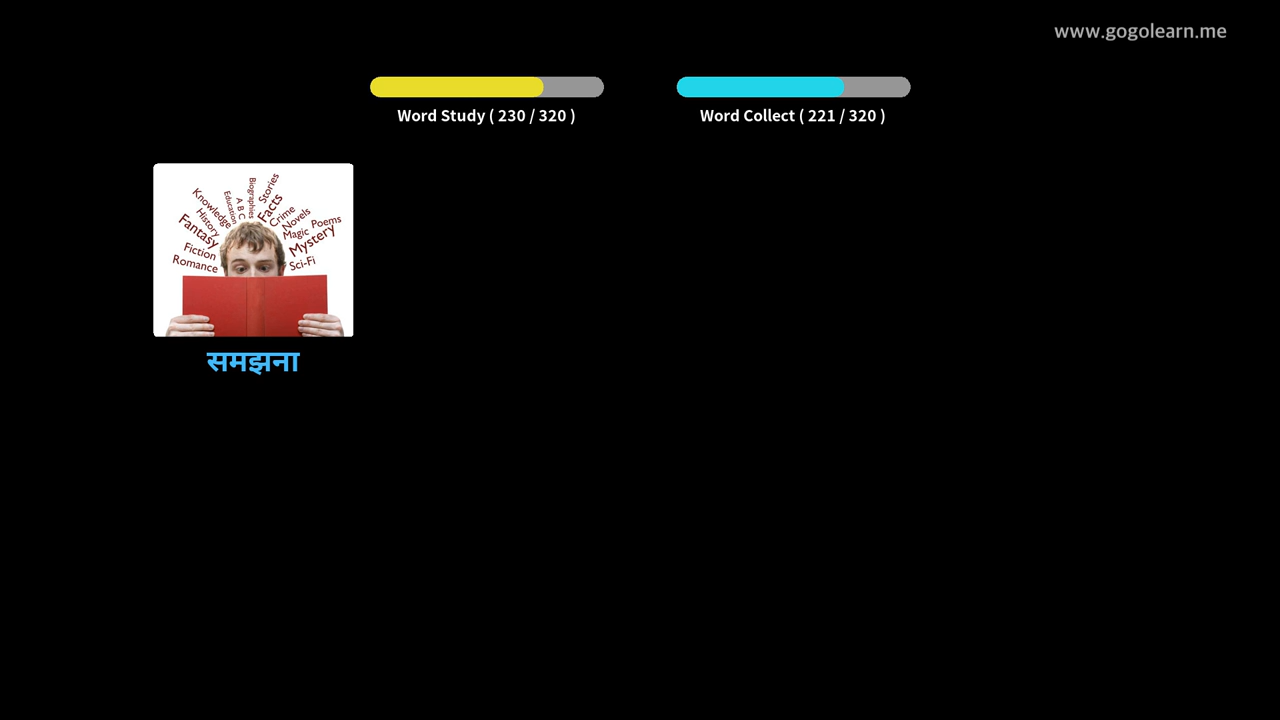 www.gogolearn.me
Word Study ( 230 / 320 )
Word Collect ( 221 / 320 )
Romance
Fiction
Fantasy
History
Knowledge
Education
A B C
Biographies
Stories
Facts
Crime
Novels
Magic
Poems
Mystery
Sci-Fi
समझना